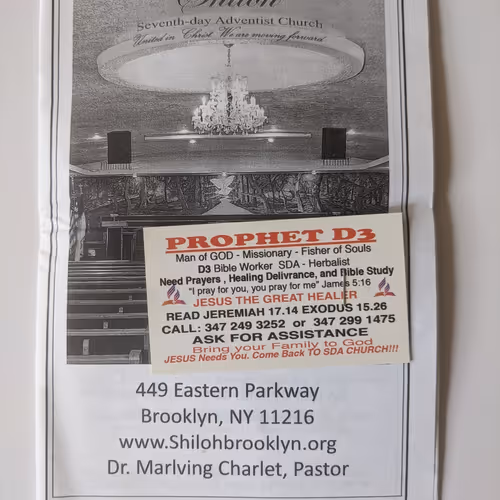 Shiloh
Seventh-day Adventist Church
United in Christ, We are moving forward
PROPHET D3
Man of GOD - Missionary - Fisher of Souls
D3 Bible Worker SDA - Herbalist
Need Prayers , Healing Delivrance, and Bible Study
"I pray for you, you pray for me" James 5:16
JESUS THE GREAT HEALER
READ JEREMIAH 17.14 EXODUS 15.26
CALL: 347 249 3252 or 347 299 1475
ASK FOR ASSISTANCE
Bring your Family to God
JESUS Needs You. Come Back TO SDA CHURCH!!!
449 Eastern Parkway
Brooklyn, NY 11216
www.Shilohbrooklyn.org
Dr. Marlving Charlet, Pastor